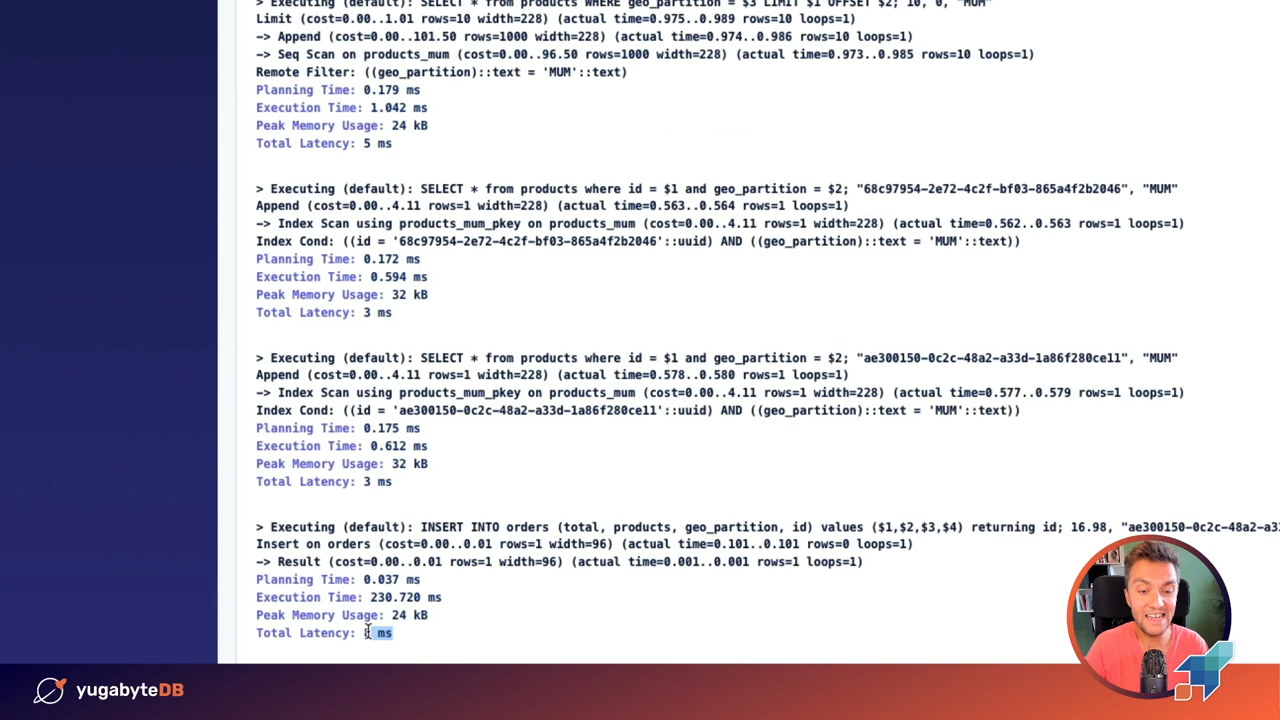 > Executing (default): SELECT * from products WHERE geo_partition = $3 LIMIT $1 OFFSET $2; 10, 0, "MUM"
Limit (cost=0.00..1.01 rows=10 width=228) (actual time=0.975..0.989 rows=10 loops=1)
-> Append (cost=0.00..101.50 rows=1000 width=228) (actual time=0.974..0.986 rows=10 loops=1)
-> Seq Scan on products_mum (cost=0.00..96.50 rows=1000 width=228) (actual time=0.973..0.985 rows=10 loops=1)
Remote Filter: ((geo_partition)::text = 'MUM'::text)
Planning Time: 0.179 ms
Execution Time: 1.042 ms
Peak Memory Usage: 24 kB
Total Latency: 5 ms
> Executing (default): SELECT * from products where id = $1 and geo_partition = $2; "68c97954-2e72-4c2f-bf03-865a4f2b2046", "MUM"
Append (cost=0.00..4.11 rows=1 width=228) (actual time=0.563..0.564 rows=1 loops=1)
-> Index Scan using products_mum_pkey on products_mum (cost=0.00..4.11 rows=1 width=228) (actual time=0.562..0.563 rows=1 loops=1)
Index Cond: ((id = '68c97954-2e72-4c2f-bf03-865a4f2b2046'::uuid) AND ((geo_partition)::text = 'MUM'::text))
Planning Time: 0.172 ms
Execution Time: 0.594 ms
Peak Memory Usage: 32 kB
Total Latency: 3 ms
> Executing (default): SELECT * from products where id = $1 and geo_partition = $2; "ae300150-0c2c-48a2-a33d-1a86f280ce11", "MUM"
Append (cost=0.00..4.11 rows=1 width=228) (actual time=0.578..0.580 rows=1 loops=1)
-> Index Scan using products_mum_pkey on products_mum (cost=0.00..4.11 rows=1 width=228) (actual time=0.577..0.579 rows=1 loops=1)
Index Cond: ((id = 'ae300150-0c2c-48a2-a33d-1a86f280ce11'::uuid) AND ((geo_partition)::text = 'MUM'::text))
Planning Time: 0.175 ms
Execution Time: 0.612 ms
Peak Memory Usage: 32 kB
Total Latency: 3 ms
> Executing (default): INSERT INTO orders (total, products, geo_partition, id) values ($1,$2,$3,$4) returning id; 16.98, "ae300150-0c2c-48a2-a3
Insert on orders (cost=0.00..0.01 rows=1 width=96) (actual time=0.101..0.101 rows=0 loops=1)
-> Result (cost=0.00..0.01 rows=1 width=96) (actual time=0.001..0.001 rows=1 loops=1)
Planning Time: 0.037 ms
Execution Time: 230.720 ms
Peak Memory Usage: 24 kB
Total Latency: ms
yugabyteDB